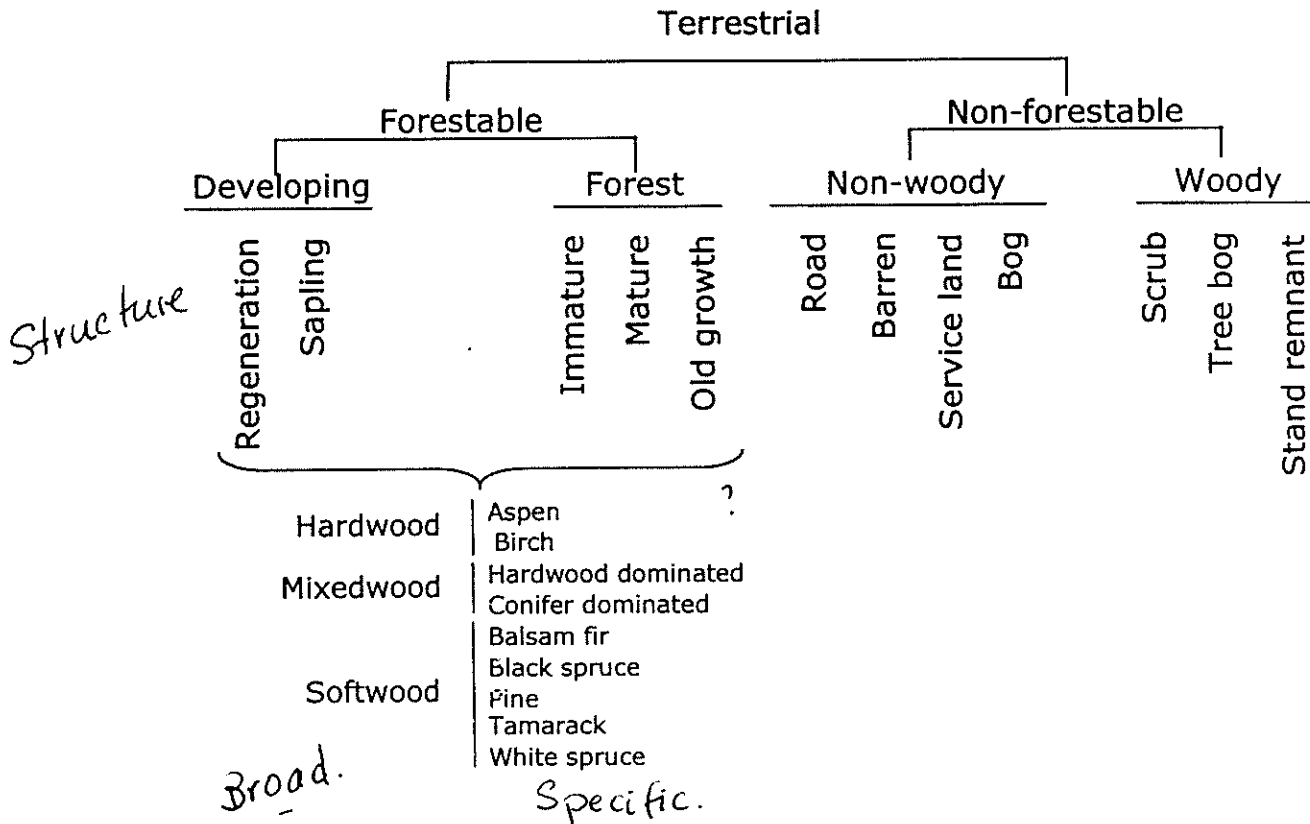 Terrestrial
Forestable
Non-forestable
Developing
Forest
Non-woody
Woody
Structure
Regeneration
Sapling
Immature
Mature
Old growth
Road
Barren
Service land
Bog
Scrub
Tree bog
Stand remnant
?
Hardwood
Aspen
Birch
Mixedwood
Hardwood dominated
Conifer dominated
Softwood
Balsam fir
Black spruce
Pine
Tamarack
White spruce
Broad.
Specific.